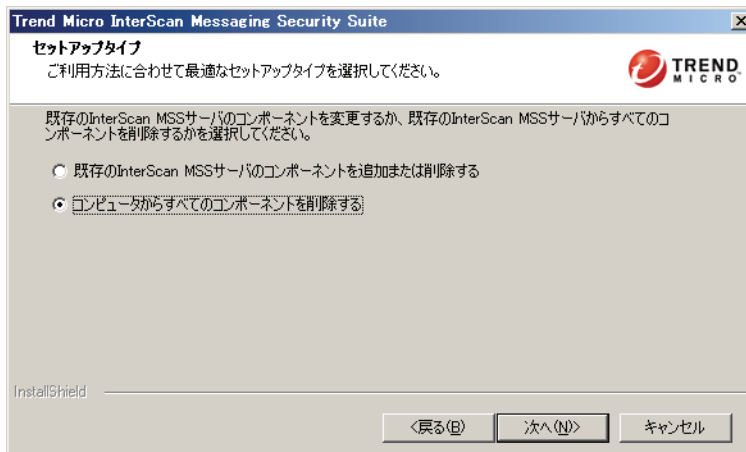 Trend Micro InterScan Messaging Security Suite
セットアップタイプ
ご利用方法に合わせて最適なセットアップタイプを選択してください。
TREND
MICRO
既存のInterScan MSSサーバのコンポーネントを変更するか、既存のInterScan MSSサーバからすべてのコ
ンポーネントを削除するかを選択してください。
既存のInterScan MSSサーバのコンポーネントを追加または削除する
コンピュータからすべてのコンポーネントを削除する
InstallShield
<戻る(B)
次へ(N)>
キャンセル